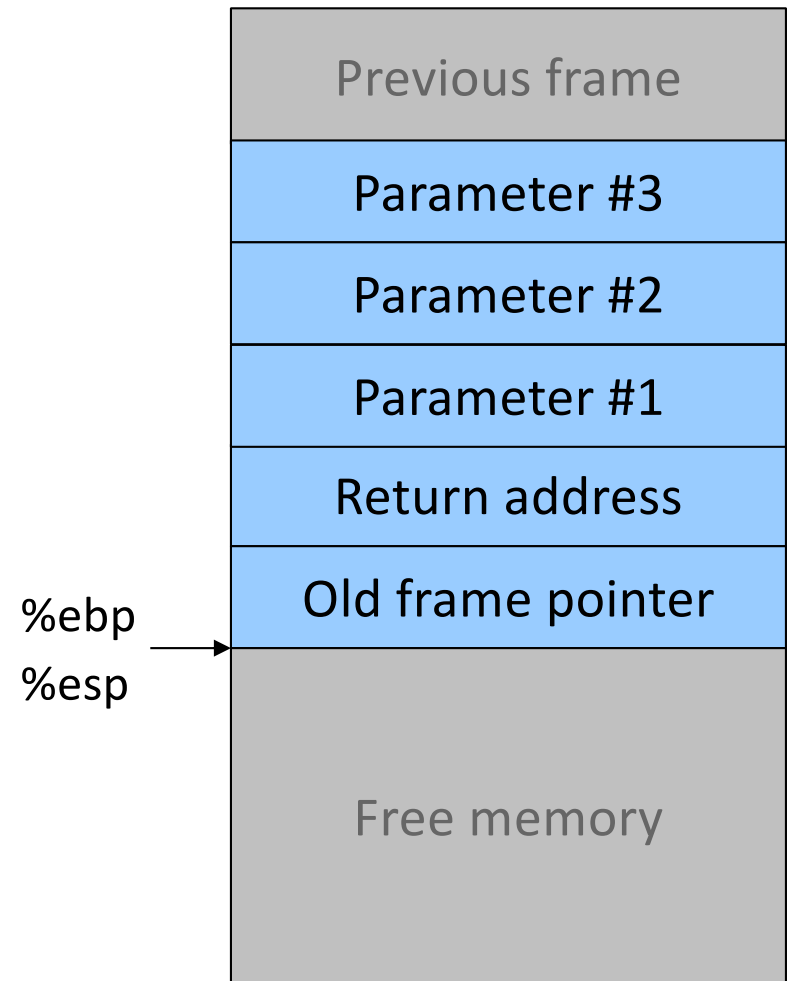 Previous frame
Parameter #3
Parameter #2
Parameter #1
Return address
Old frame pointer
%ebp
%esp
Free memory